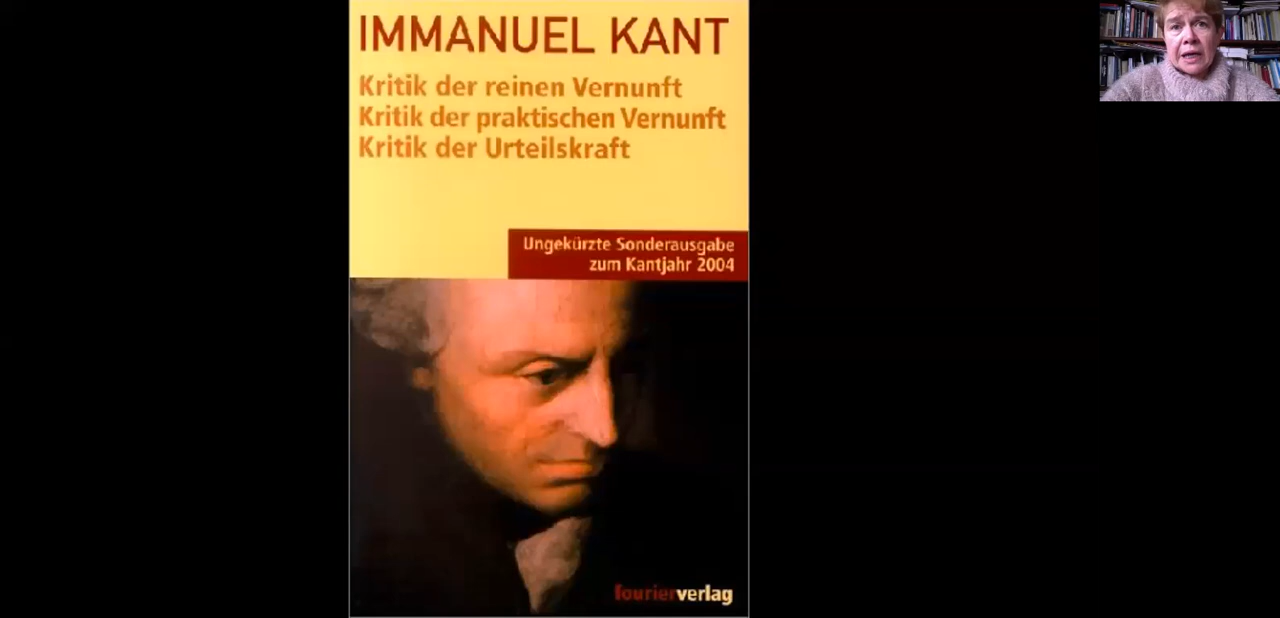 IMMANUEL KANT
Kritik der reinen Vernunft
Kritik der praktischen Vernunft
Kritik der Urteilskraft
Ungekürzte Sonderausgabe
zum Kantjahr 2004
fourierverlag